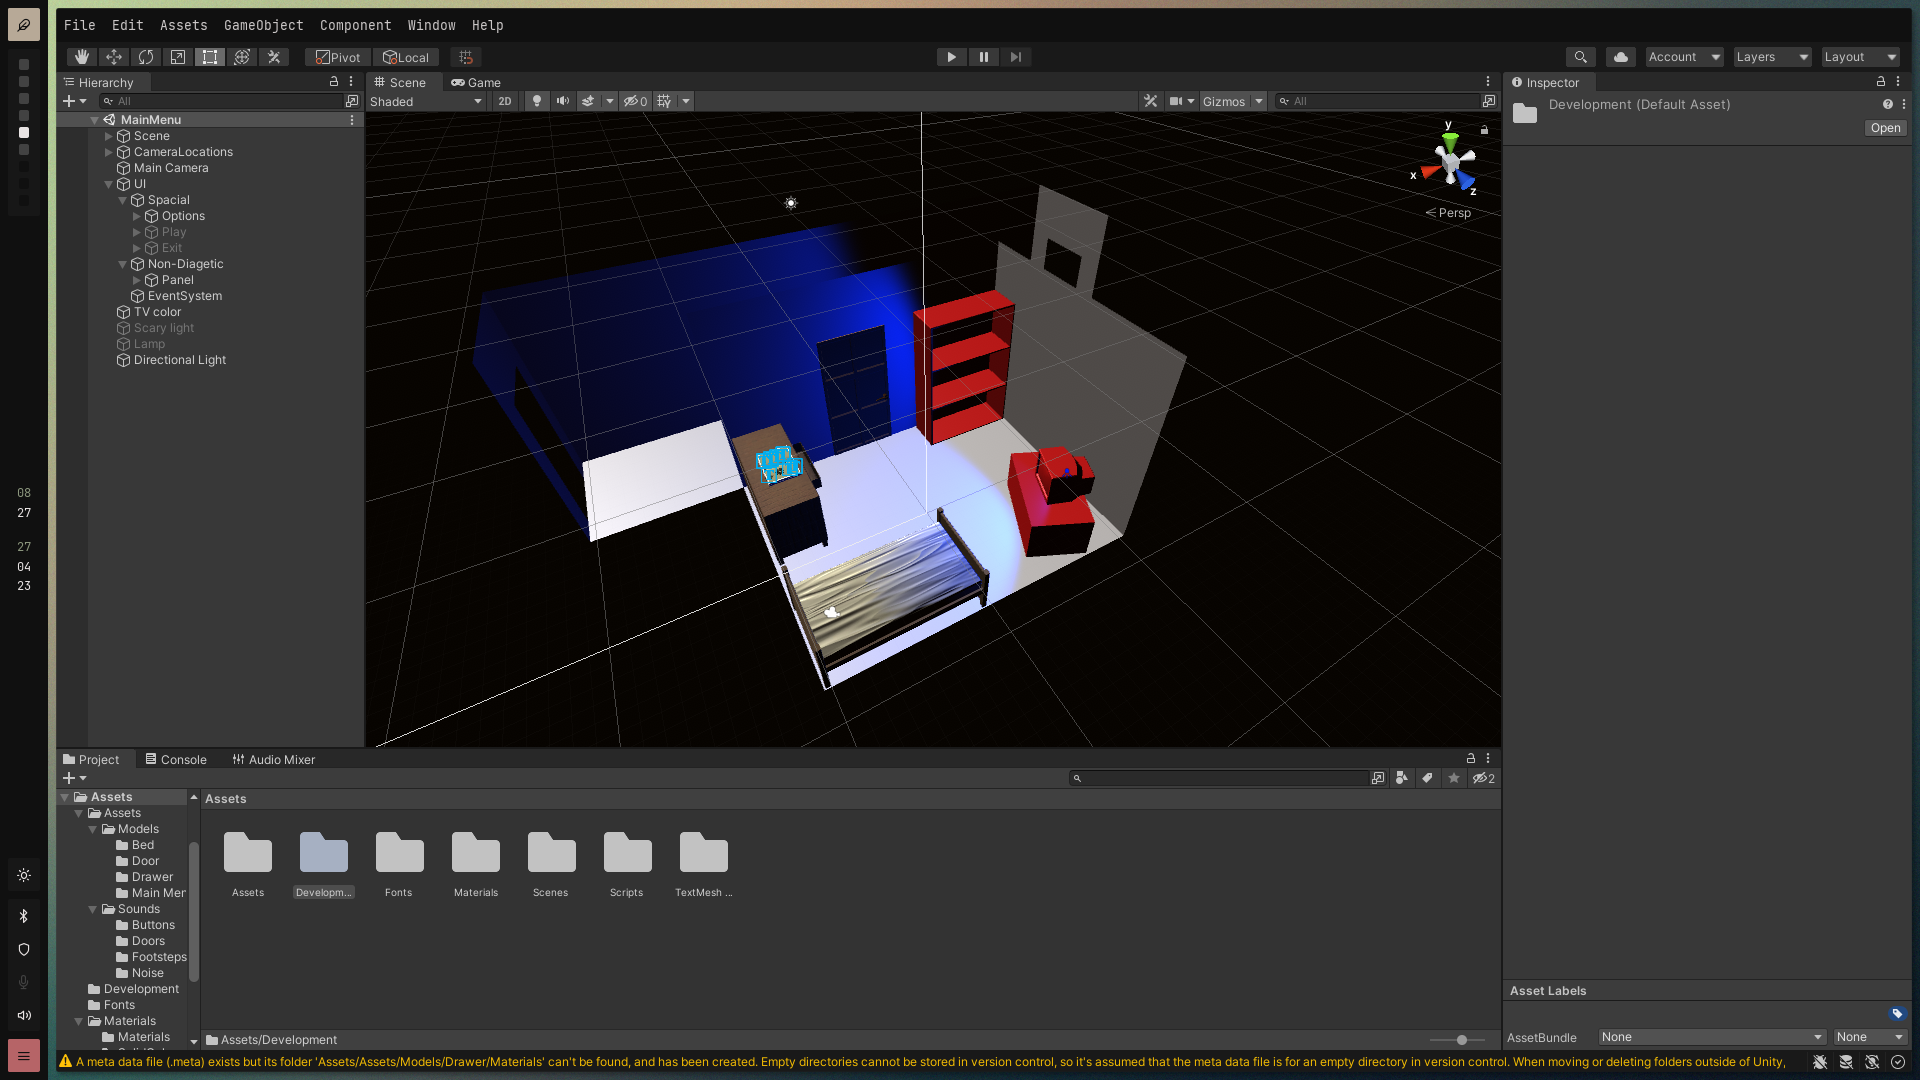 File Edit Assets GameObject Component Window Help
Pivot Local
Account Layers Layout
Hierarchy
All
MainMenu
Scene
CameraLocations
Main Camera
UI
Spacial
Options
Play
Exit
Non-Diagetic
Panel
EventSystem
TV color
Scary light
Lamp
Directional Light
Scene Game
Shaded 2D 0 Gizmos All
y
x
z
Persp
Inspector
Development (Default Asset)
Open
08
27
27
04
23
Project Console Audio Mixer
2
Assets
Assets
Models
Bed
Door
Drawer
Main Mer
Sounds
Buttons
Doors
Footsteps
Noise
Development
Fonts
Materials
Materials
Assets
Assets Developm... Fonts Materials Scenes Scripts TextMesh ...
Assets/Development
Asset Labels
AssetBundle None None
A meta data file (.meta) exists but its folder 'Assets/Assets/Models/Drawer/Materials' can't be found, and has been created. Empty directories cannot be stored in version control, so it's assumed that the meta data file is for an empty directory in version control. When moving or deleting folders outside of Unity,